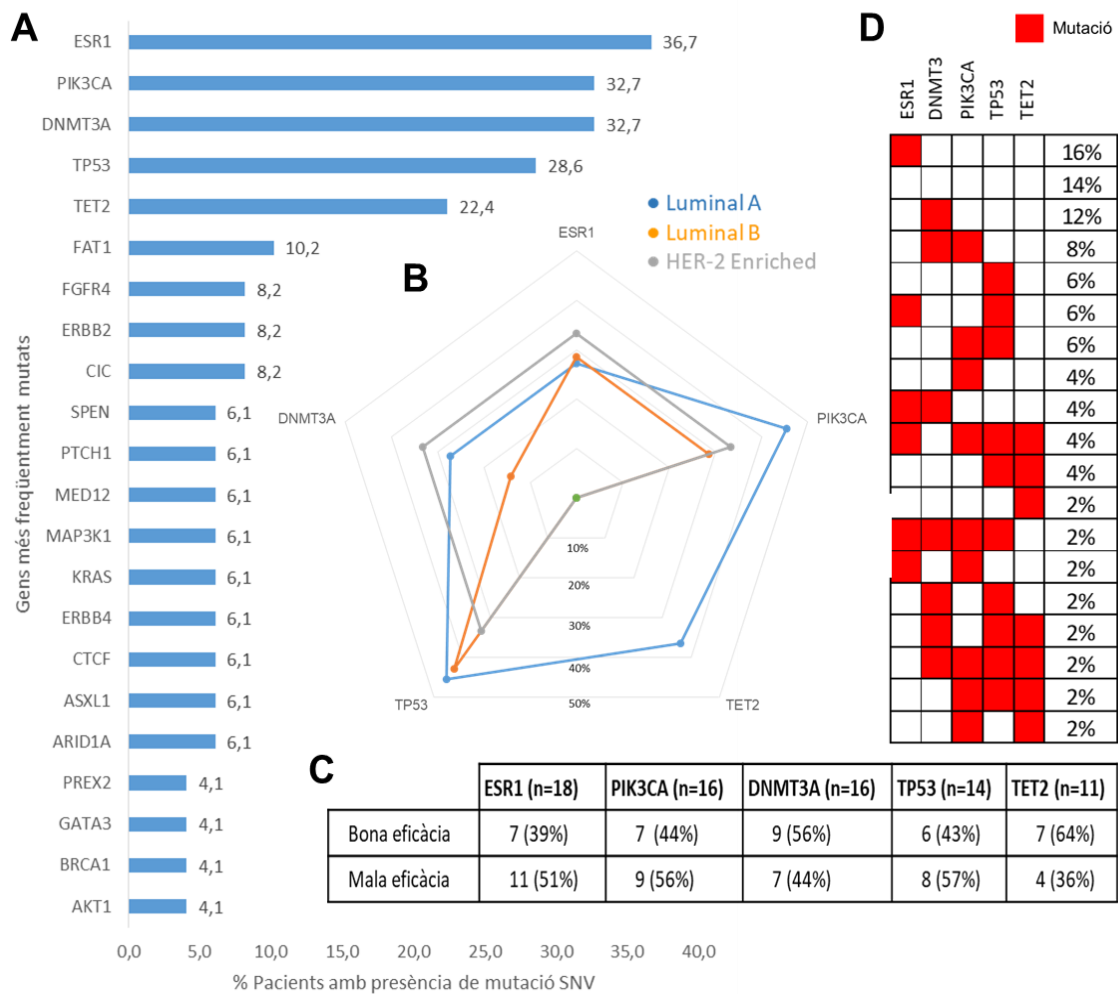 A
Gens més freqüentment mutats
ESR1 36,7
PIK3CA 32,7
DNMT3A 32,7
TP53 28,6
TET2 22,4
FAT1 10,2
FGFR4 8,2
ERBB2 8,2
CIC 8,2
SPEN 6,1
PTCH1 6,1
MED12 6,1
MAP3K1 6,1
KRAS 6,1
ERBB4 6,1
CTCF 6,1
ASXL1 6,1
ARID1A 6,1
PREX2 4,1
GATA3 4,1
BRCA1 4,1
AKT1 4,1
0,0 5,0 10,0 15,0 20,0 25,0 30,0 35,0 40,0
% Pacients amb presència de mutació SNV
B
Luminal A
Luminal B
HER-2 Enriched
ESR1
PIK3CA
TET2
TP53
DNMT3A
10%
20%
30%
40%
50%
C
ESR1 (n=18) PIK3CA (n=16) DNMT3A (n=16) TP53 (n=14) TET2 (n=11)
Bona eficàcia 7 (39%) 7 (44%) 9 (56%) 6 (43%) 7 (64%)
Mala eficàcia 11 (51%) 9 (56%) 7 (44%) 8 (57%) 4 (36%)
D
Mutació
ESR1 DNMT3 PIK3CA TP53 TET2
16%
14%
12%
8%
6%
6%
6%
4%
4%
4%
4%
2%
2%
2%
2%
2%
2%
2%
2%